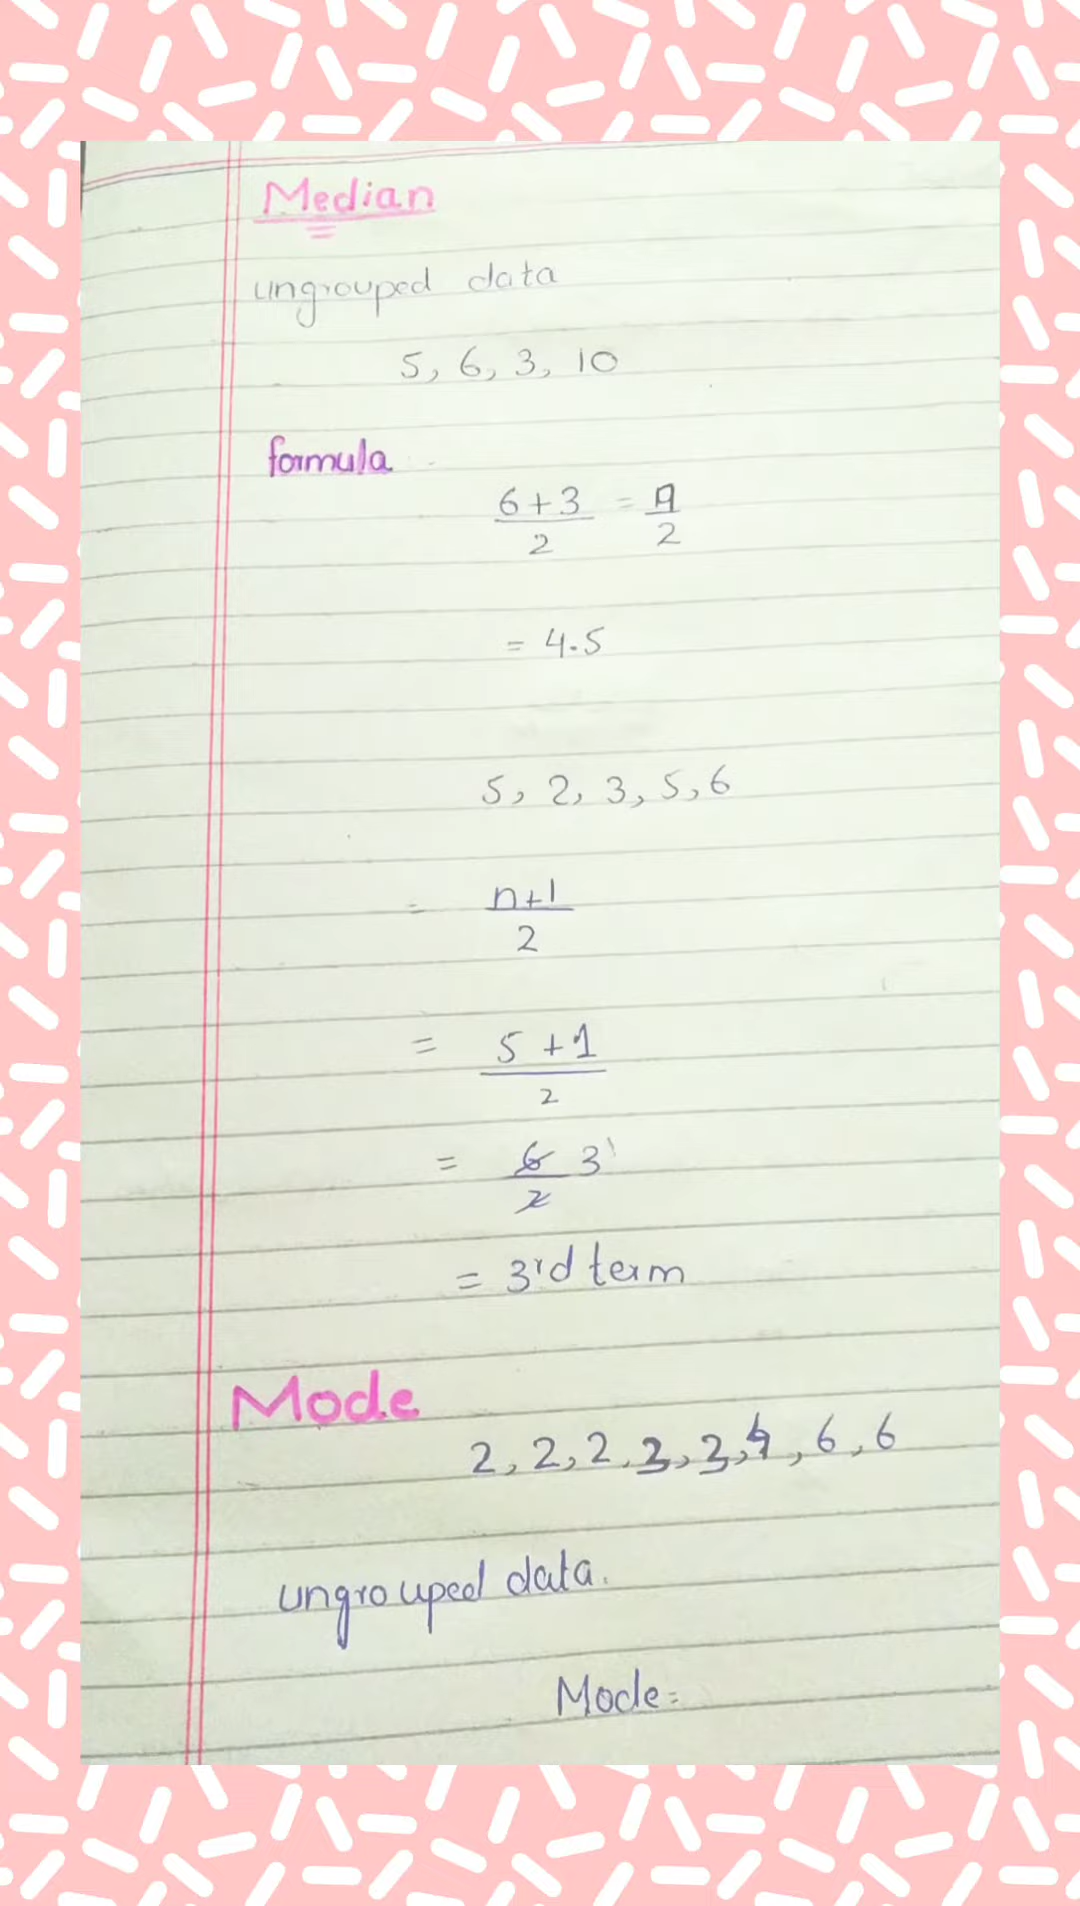 Median
ungrouped data
5, 6, 3, 10
formula
6+3/2 = 9/2
= 4.5
5, 2, 3, 5, 6
= n+1/2
= 5+1/2
= 6/2 3
= 3rd term
Mode
2, 2, 2, 3, 3, 4, 6, 6
ungrouped data.
Mode=